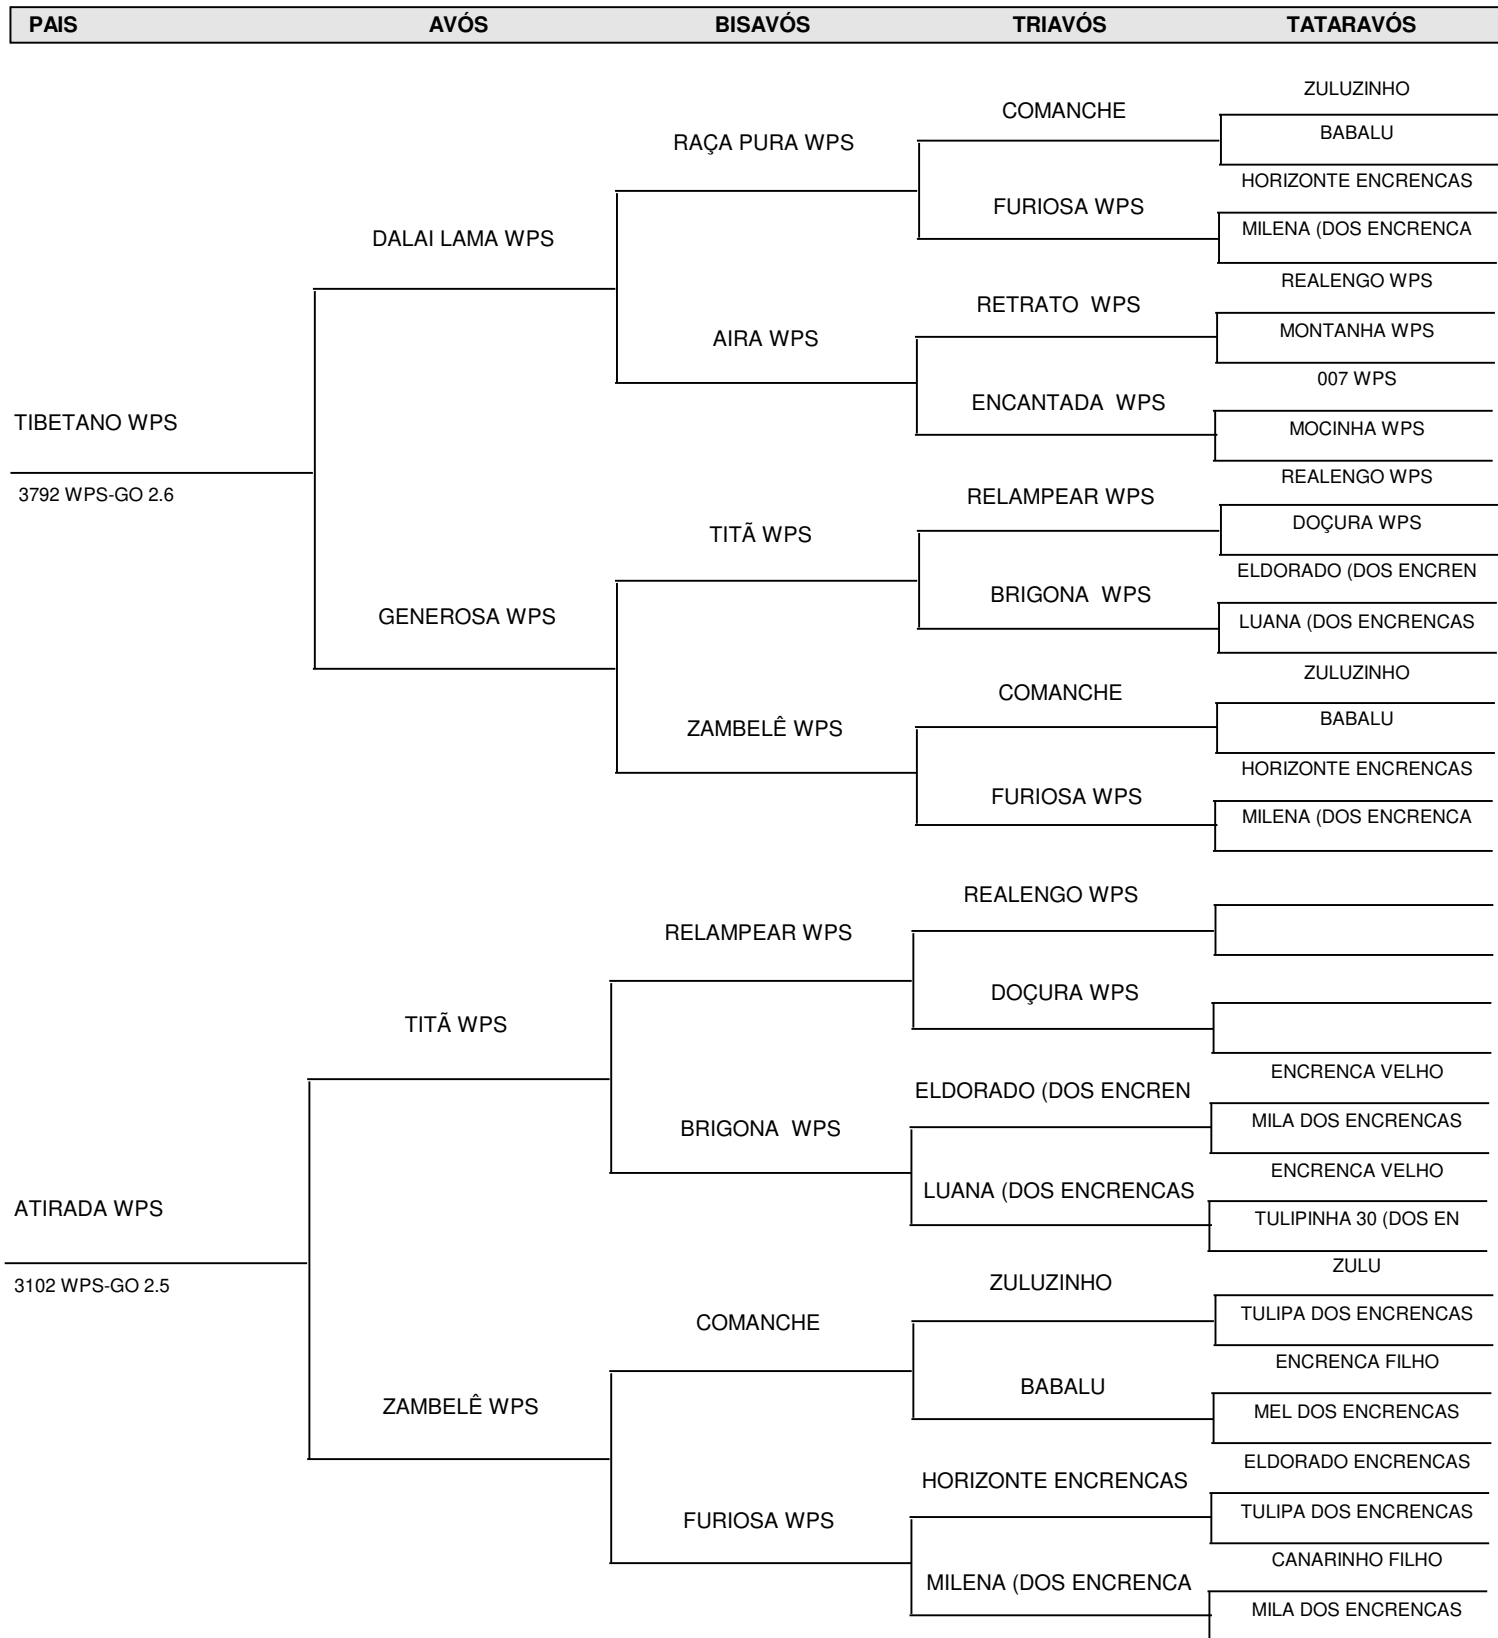 PAIS AVÓS BISAVÓS TRIAVÓS TATARAVÓS
ZULUZINHO
COMANCHE
BABALU
RAÇA PURA WPS
HORIZONTE ENCRENCAS
FURIOSA WPS
MILENA (DOS ENCRENCA
DALAI LAMA WPS
REALENGO WPS
RETRATO WPS
MONTANHA WPS
AIRA WPS
007 WPS
ENCANTADA WPS
TIBETANO WPS
MOCINHA WPS
REALENGO WPS
3792 WPS-GO 2.6
RELAMPEAR WPS
DOÇURA WPS
TITÃ WPS
ELDORADO (DOS ENCREN
BRIGONA WPS
GENEROSA WPS
LUANA (DOS ENCRENCAS
ZULUZINHO
COMANCHE
BABALU
ZAMBELÊ WPS
HORIZONTE ENCRENCAS
FURIOSA WPS
MILENA (DOS ENCRENCA
REALENGO WPS
RELAMPEAR WPS
DOÇURA WPS
TITÃ WPS
ENCRENCA VELHO
ELDORADO (DOS ENCREN
MILA DOS ENCRENCAS
BRIGONA WPS
ENCRENCA VELHO
LUANA (DOS ENCRENCAS
ATIRADA WPS
TULIPINHA 30 (DOS EN
ZULU
3102 WPS-GO 2.5
ZULUZINHO
TULIPA DOS ENCRENCAS
COMANCHE
ENCRENCA FILHO
BABALU
ZAMBELÊ WPS
MEL DOS ENCRENCAS
ELDORADO ENCRENCAS
HORIZONTE ENCRENCAS
TULIPA DOS ENCRENCAS
FURIOSA WPS
CANARINHO FILHO
MILENA (DOS ENCRENCA
MILA DOS ENCRENCAS